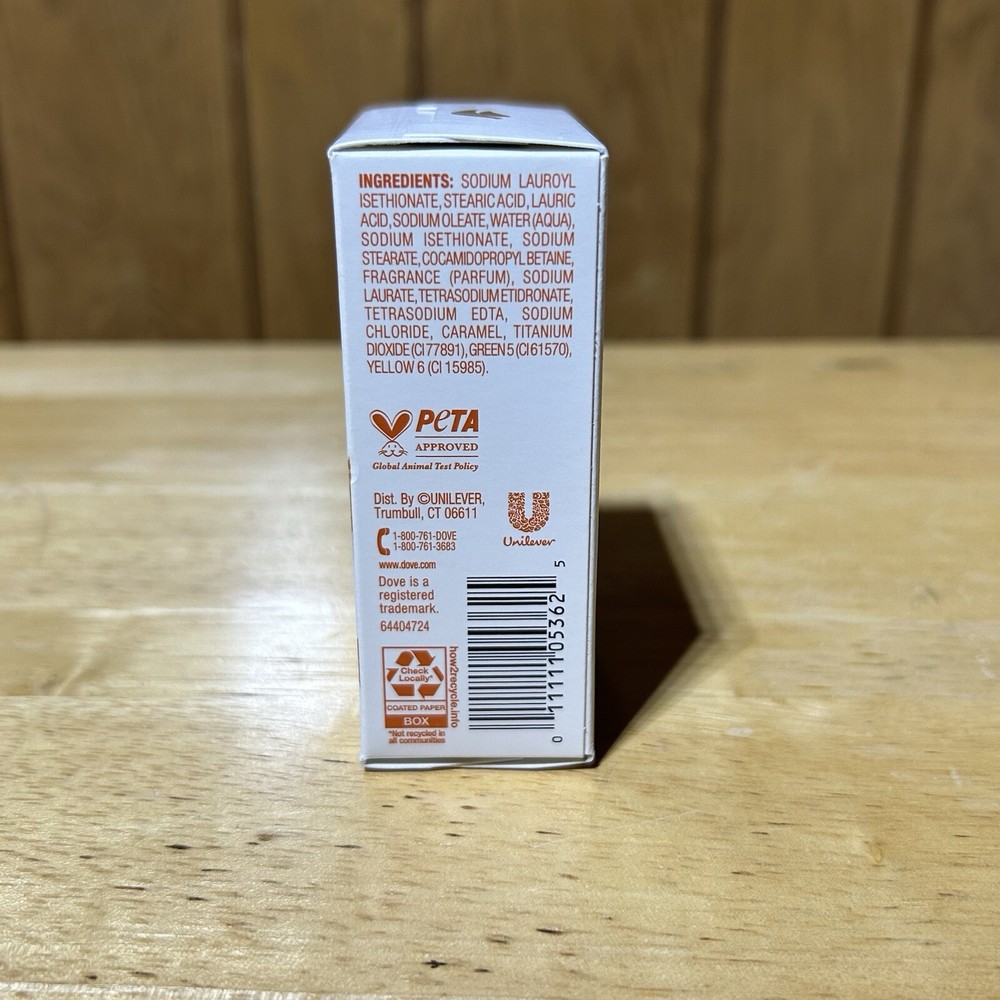 INGREDIENTS: SODIUM LAUROYL
ISETHIONATE, STEARIC ACID, LAURIC
ACID, SODIUM OLEATE, WATER (AQUA),
SODIUM ISETHIONATE, SODIUM
STEARATE, COCAMIDOPROPYL BETAINE,
FRAGRANCE (PARFUM), SODIUM
LAURATE, TETRASODIUM ETIDRONATE,
TETRASODIUM EDTA, SODIUM
CHLORIDE, CARAMEL, TITANIUM
DIOXIDE (CI 77891), GREEN 5 (CI 61570),
YELLOW 6 (CI 15985).
PETA
APPROVED
Global Animal Test Policy
Dist. By ©UNILEVER,
Trumbull, CT 06611
1-800-761-DOVE
1-800-761-3683
www.dove.com
Dove is a
registered
trademark.
64404724
Unilever
Check
Locally*
COATED PAPER
BOX
*Not recycled in
all communities
how2recycle.info
0 11111 05362 5